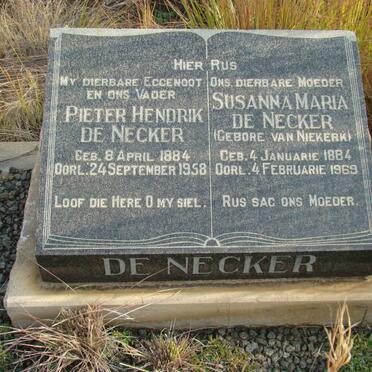 Hier Rus
My dierbare Eggenoot
en ons Vader
Pieter Hendrik
de Necker
Geb. 8 April 1884
Oorl. 24 September 1958
Loof die Here O my siel.
Ons dierbare Moeder
Susanna Maria
de Necker
(Gebore van Niekerk)
Geb. 4 Januarie 1884
Oorl. 4 Februarie 1969
Rus sag ons Moeder.
DE NECKER